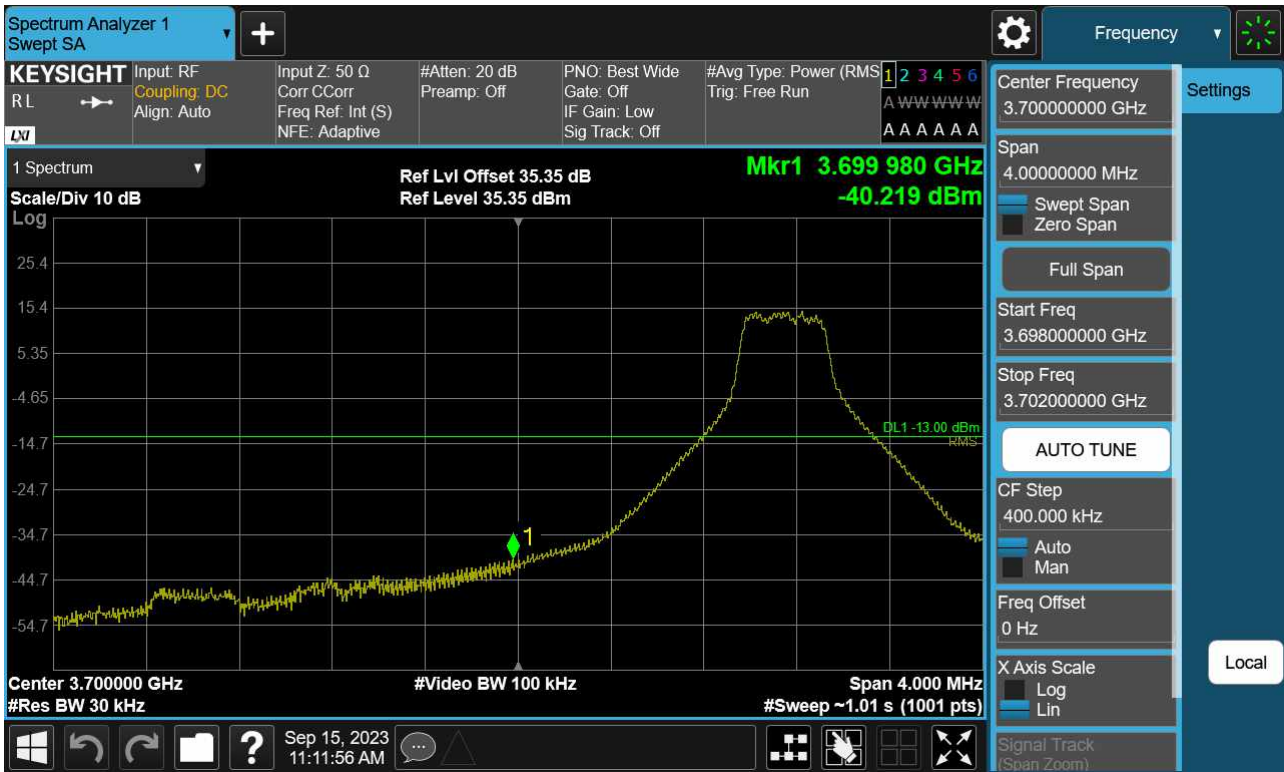 Spectrum Analyzer 1
Swept SA
+
Frequency
KEYSIGHT
R L
LXI
Input: RF
Coupling: DC
Align: Auto
Input Z: 50 Ω
Corr CCorr
Freq Ref: Int (S)
NFE: Adaptive
#Atten: 20 dB
Preamp: Off
PNO: Best Wide
Gate: Off
IF Gain: Low
Sig Track: Off
#Avg Type: Power (RMS
Trig: Free Run
1 2 3 4 5 6
A W W W W W
A A A A A A
1 Spectrum
Scale/Div 10 dB
Log
Ref Lvl Offset 35.35 dB
Ref Level 35.35 dBm
Mkr1 3.699 980 GHz
-40.219 dBm
25.4
15.4
5.35
-4.65
-14.7
-24.7
-34.7
-44.7
-54.7
DL1 -13.00 dBm
RMS
1
Center 3.700000 GHz
#Res BW 30 kHz
#Video BW 100 kHz
Span 4.000 MHz
#Sweep ~1.01 s (1001 pts)
Center Frequency
3.700000000 GHz
Settings
Span
4.00000000 MHz
Swept Span
Zero Span
Full Span
Start Freq
3.698000000 GHz
Stop Freq
3.702000000 GHz
AUTO TUNE
CF Step
400.000 kHz
Auto
Man
Freq Offset
0 Hz
X Axis Scale
Log
Lin
Local
Signal Track
(Span Zoom)
?
Sep 15, 2023
11:11:56 AM